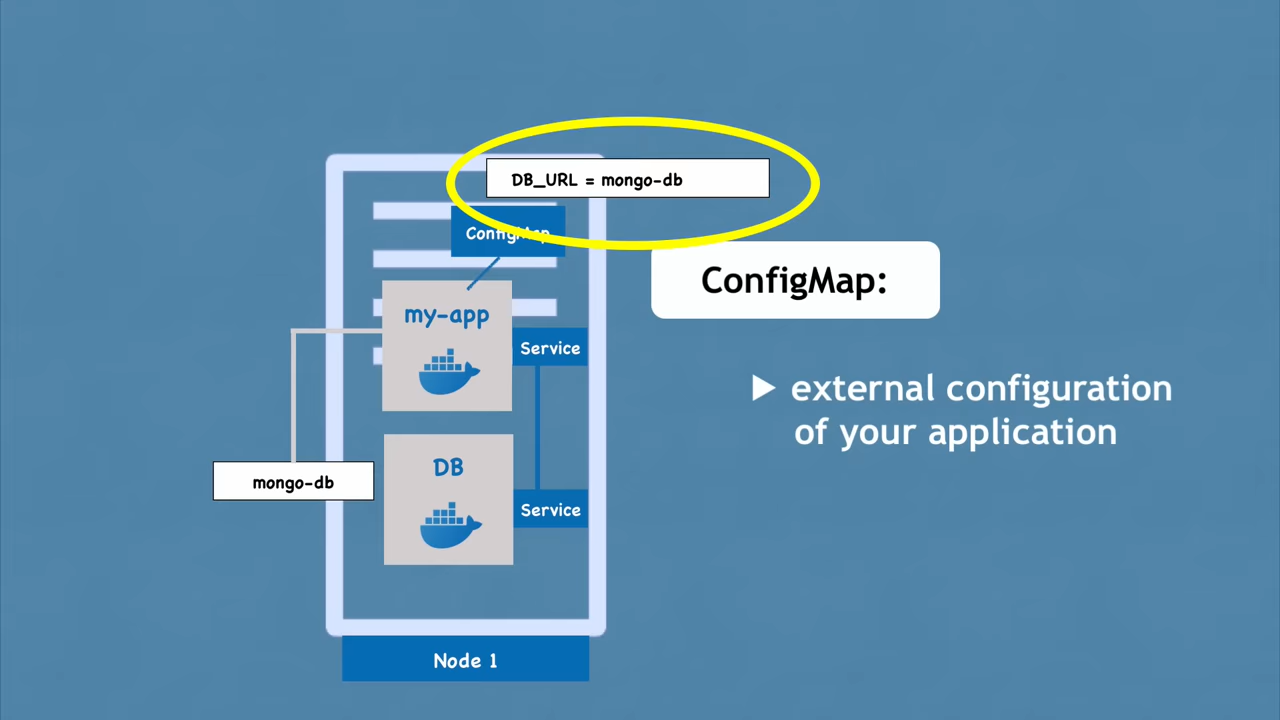 DB_URL = mongo-db
ConfigMap
ConfigMap:
my-app
Service
external configuration
of your application
DB
mongo-db
Service
Node 1